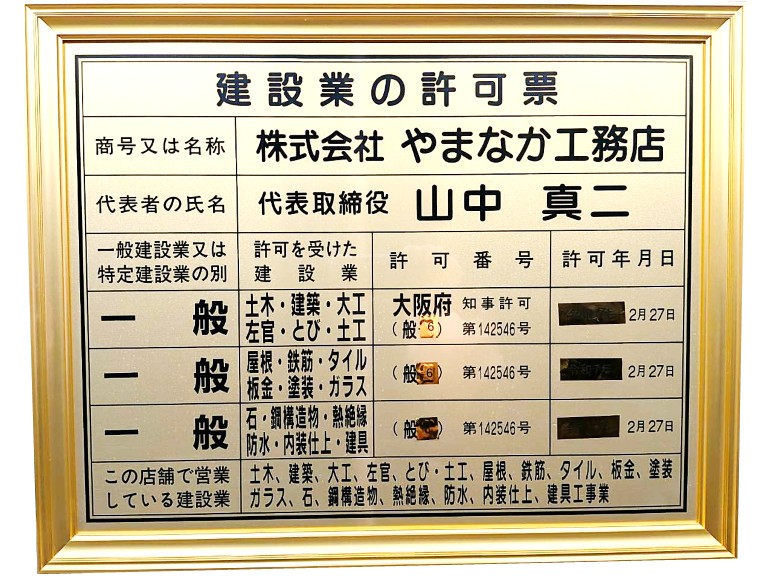 建設業の許可票
商号又は名称 株式会社 やまなか工務店
代表者の氏名 代表取締役 山中 真二
一般建設業又は特定建設業の別 許可を受けた建設業 許可番号 許可年月日
一般 土木・建築・大工 大阪府 知事許可
左官・とび・土工 (般 6) 第142546号 2月27日
一般 屋根・鉄筋・タイル
板金・塗装・ガラス (般 6) 第142546号 2月27日
一般 石・鋼構造物・熱絶縁
防水・内装仕上・建具 (般 ) 第142546号 2月27日
この店舗で営業している建設業 土木、建築、大工、左官、とび・土工、屋根、鉄筋、タイル、板金、塗装
ガラス、石、鋼構造物、熱絶縁、防水、内装仕上、建具工事業